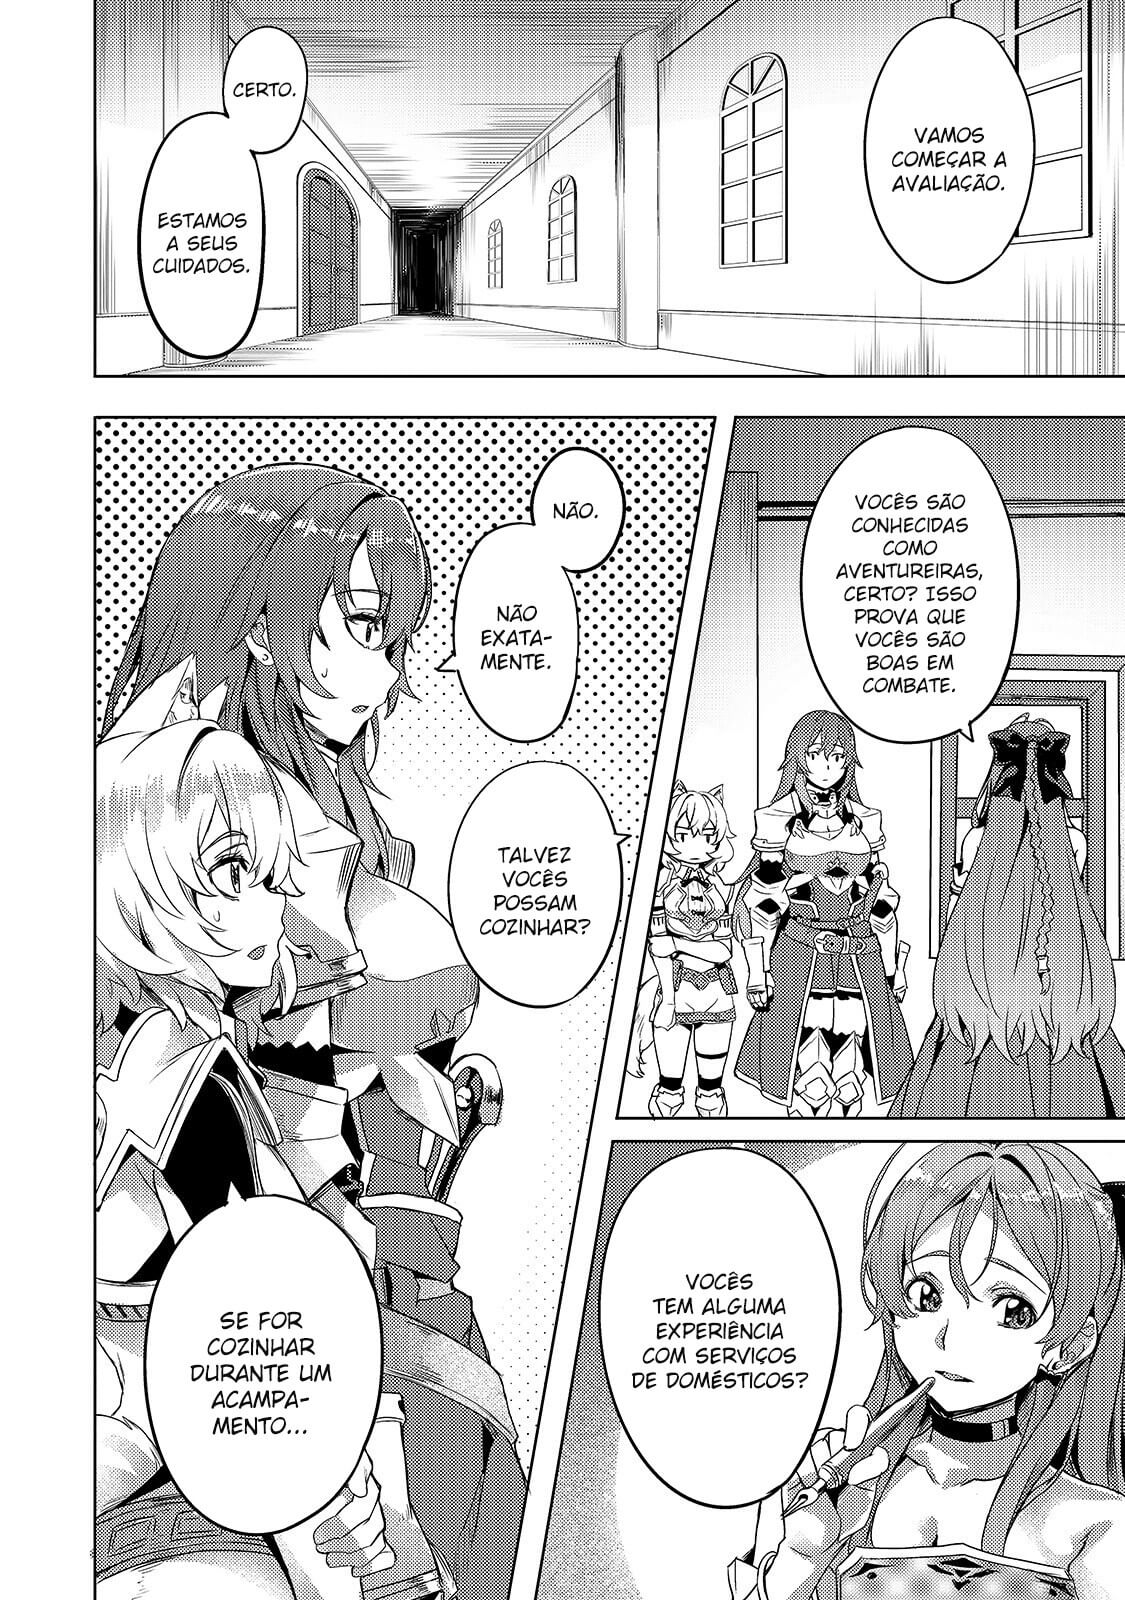 VAMOS
COMEÇAR A
AVALIAÇÃO.
CERTO.
ESTAMOS
A SEUS
CUIDADOS.
VOCÊS SÃO
CONHECIDAS
COMO
AVENTUREIRAS,
CERTO? ISSO
PROVA QUE
VOCÊS SÃO
BOAS EM
COMBATE.
VOCÊS
TEM ALGUMA
EXPERIÊNCIA
COM SERVIÇOS
DE DOMÉSTICOS?
NÃO.
NÃO
EXATA-
MENTE.
TALVEZ
VOCÊS
POSSAM
COZINHAR?
SE FOR
COZINHAR
DURANTE UM
ACAMPA-
MENTO...